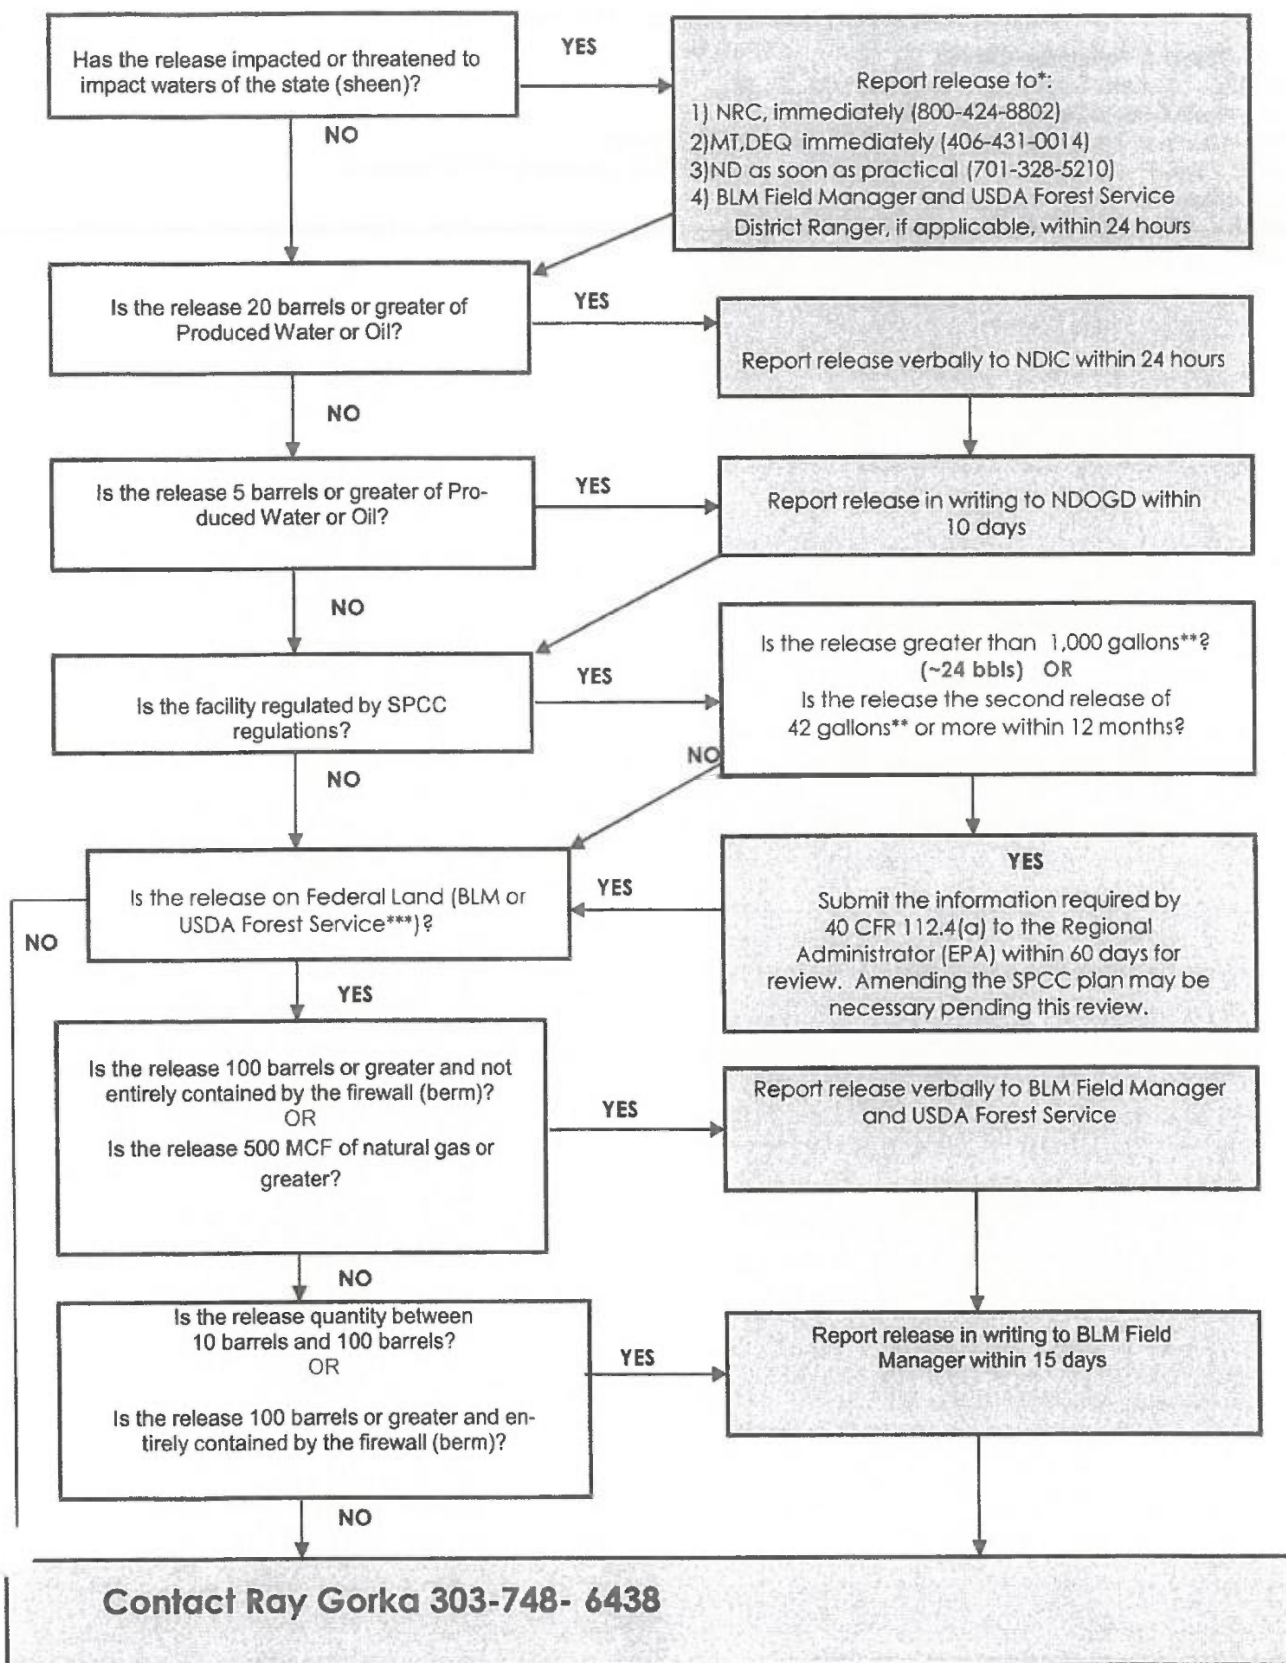 Has the release impacted or threatened to
impact waters of the state (sheen)?
YES
Report release to*:
1) NRC, immediately (800-424-8802)
2)MT,DEQ immediately (406-431-0014)
3)ND as soon as practical (701-328-5210)
4) BLM Field Manager and USDA Forest Service
District Ranger, if applicable, within 24 hours
NO
Is the release 20 barrels or greater of
Produced Water or Oil?
YES
Report release verbally to NDIC within 24 hours
NO
Is the release 5 barrels or greater of Pro-
duced Water or Oil?
YES
Report release in writing to NDOGD within
10 days
NO
Is the facility regulated by SPCC
regulations?
YES
Is the release greater than 1,000 gallons**?
(~24 bbls) OR
Is the release the second release of
42 gallons** or more within 12 months?
NO
NO
Is the release on Federal Land (BLM or
USDA Forest Service***)?
YES
YES
Submit the information required by
40 CFR 112.4(a) to the Regional
Administrator (EPA) within 60 days for
review. Amending the SPCC plan may be
necessary pending this review.
NO
YES
Is the release 100 barrels or greater and not
entirely contained by the firewall (berm)?
OR
Is the release 500 MCF of natural gas or
greater?
YES
Report release verbally to BLM Field Manager
and USDA Forest Service
NO
Is the release quantity between
10 barrels and 100 barrels?
OR
Is the release 100 barrels or greater and en-
tirely contained by the firewall (berm)?
YES
Report release in writing to BLM Field
Manager within 15 days
NO
Contact Ray Gorka 303-748- 6438